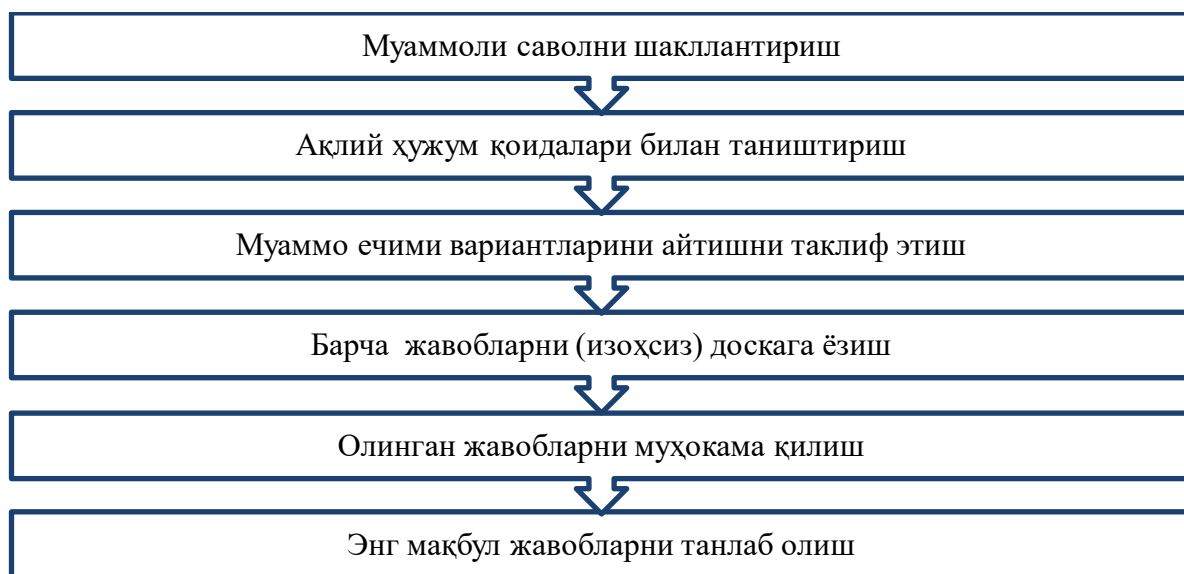 Муаммоли саволни шакллантириш
Ақлий ҳужум қоидалари билан таништириш
Муаммо ечими вариантларини айтишни таклиф этиш
Барча жавобларни (изоҳсиз) доскага ёзиш
Олинган жавобларни муҳокама қилиш
Энг мақбул жавобларни танлаб олиш